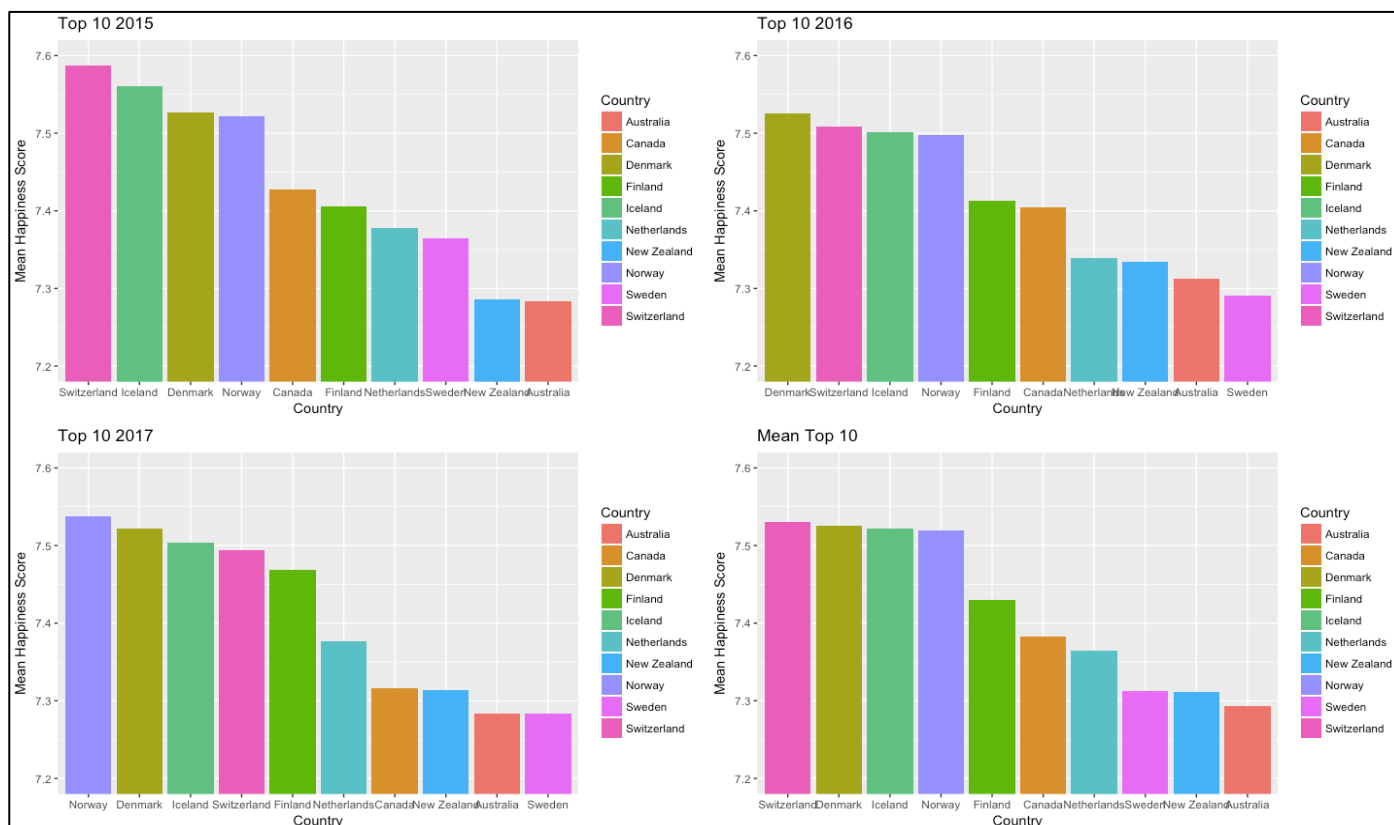 Top 10 2015
7.6
7.5
7.4
7.3
7.2
Mean Happiness Score
Switzerland Iceland Denmark Norway Canada Finland Netherlands Sweden New Zealand Australia
Country
Country
Australia
Canada
Denmark
Finland
Iceland
Netherlands
New Zealand
Norway
Sweden
Switzerland
Top 10 2016
7.6
7.5
7.4
7.3
7.2
Mean Happiness Score
Denmark Switzerland Iceland Norway Finland Canada Netherlands New Zealand Australia Sweden
Country
Country
Australia
Canada
Denmark
Finland
Iceland
Netherlands
New Zealand
Norway
Sweden
Switzerland
Top 10 2017
7.6
7.5
7.4
7.3
7.2
Mean Happiness Score
Norway Denmark Iceland Switzerland Finland Netherlands Canada New Zealand Australia Sweden
Country
Country
Australia
Canada
Denmark
Finland
Iceland
Netherlands
New Zealand
Norway
Sweden
Switzerland
Mean Top 10
7.6
7.5
7.4
7.3
7.2
Mean Happiness Score
Switzerland Denmark Iceland Norway Finland Canada Netherlands Sweden New Zealand Australia
Country
Country
Australia
Canada
Denmark
Finland
Iceland
Netherlands
New Zealand
Norway
Sweden
Switzerland